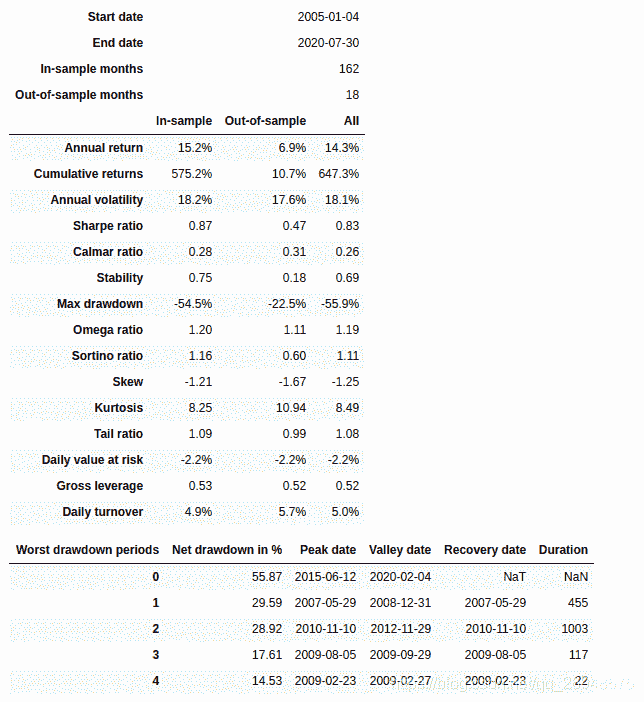 Start date 2005-01-04
End date 2020-07-30
In-sample months 162
Out-of-sample months 18
In-sample Out-of-sample All
Annual return 15.2% 6.9% 14.3%
Cumulative returns 575.2% 10.7% 647.3%
Annual volatility 18.2% 17.6% 18.1%
Sharpe ratio 0.87 0.47 0.83
Calmar ratio 0.28 0.31 0.26
Stability 0.75 0.18 0.69
Max drawdown -54.5% -22.5% -55.9%
Omega ratio 1.20 1.11 1.19
Sortino ratio 1.16 0.60 1.11
Skew -1.21 -1.67 -1.25
Kurtosis 8.25 10.94 8.49
Tail ratio 1.09 0.99 1.08
Daily value at risk -2.2% -2.2% -2.2%
Gross leverage 0.53 0.52 0.52
Daily turnover 4.9% 5.7% 5.0%
Worst drawdown periods Net drawdown in % Peak date Valley date Recovery date Duration
0 55.87 2015-06-12 2020-02-04 NaT NaN
1 29.59 2007-05-29 2008-12-31 2007-05-29 455
2 28.92 2010-11-10 2012-11-29 2010-11-10 1003
3 17.61 2009-08-05 2009-09-29 2009-08-05 117
4 14.53 2009-02-23 2009-02-27 2009-02-23 22